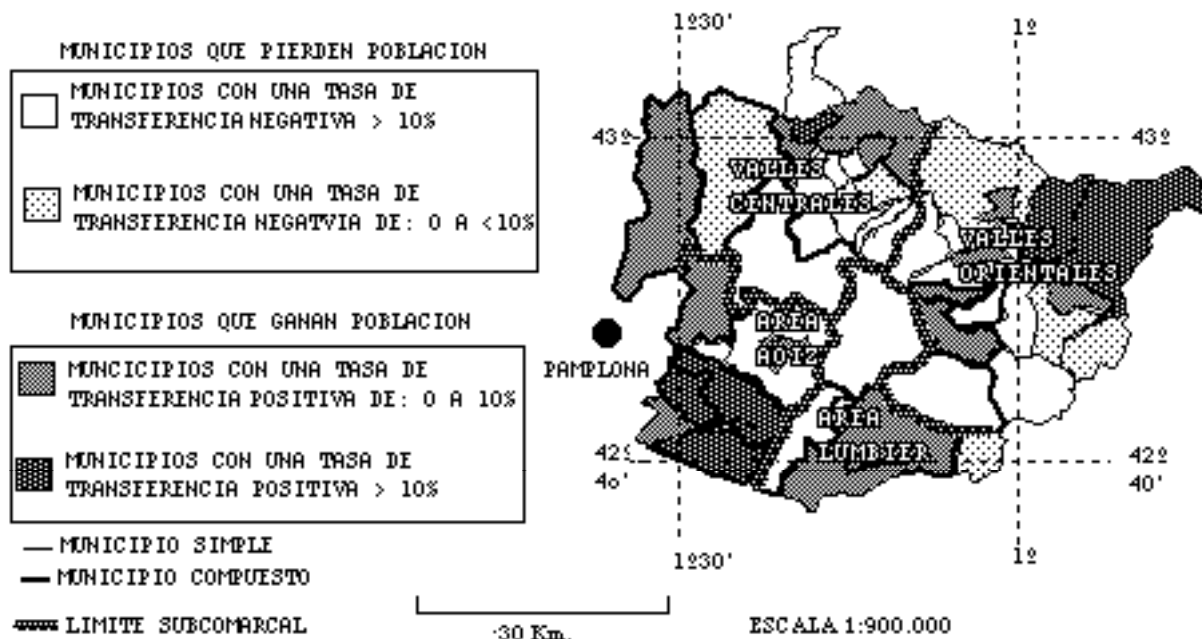 MUNICIPIOS QUE PIERDEN POBLACION
MUNICIPIOS CON UNA TASA DE
TRANSFERENCIA NEGATIVA > 10%
MUNICIPIOS CON UNA TASA DE
TRANSFERENCIA NEGATVIA DE: 0 A <10%
MUNICIPIOS QUE GANAN POBLACION
MUNCICIPIOS CON UNA TASA DE
TRANSFERENCIA POSITIVA DE: 0 A 10%
MUNICIPIOS CON UNA TASA DE
TRANSFERENCIA POSITIVA > 10%
MUNICIPIO SIMPLE
MUNICIPIO COMPUESTO
LIMITE SUBCOMARCAL
1º30'
1º
43º
43º
VALLES
CENTRALES
VALLES
ORIENTALES
AREA
AOIZ
PAMPLONA
AREA
LUMBIER
42º
40'
42º
40'
1º30'
1º
30 Km.
ESCALA 1:900.000